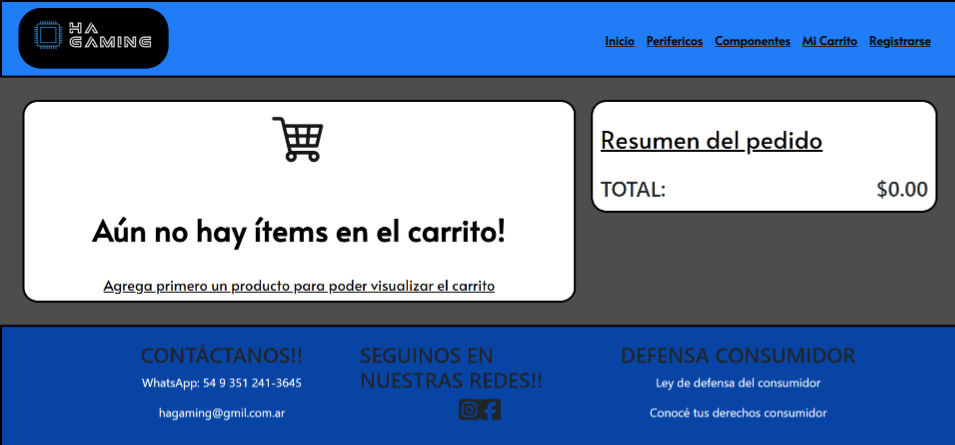 HA
GAMING
Inicio Perifericos Componentes Mi Carrito Registrarse
Aún no hay ítems en el carrito!
Agrega primero un producto para poder visualizar el carrito
Resumen del pedido
TOTAL: $0.00
CONTÁCTANOS!!
WhatsApp: 54 9 351 241-3645
hagaming@gmil.com.ar
SEGUINOS EN
NUESTRAS REDES!!
DEFENSA CONSUMIDOR
Ley de defensa del consumidor
Conocé tus derechos consumidor